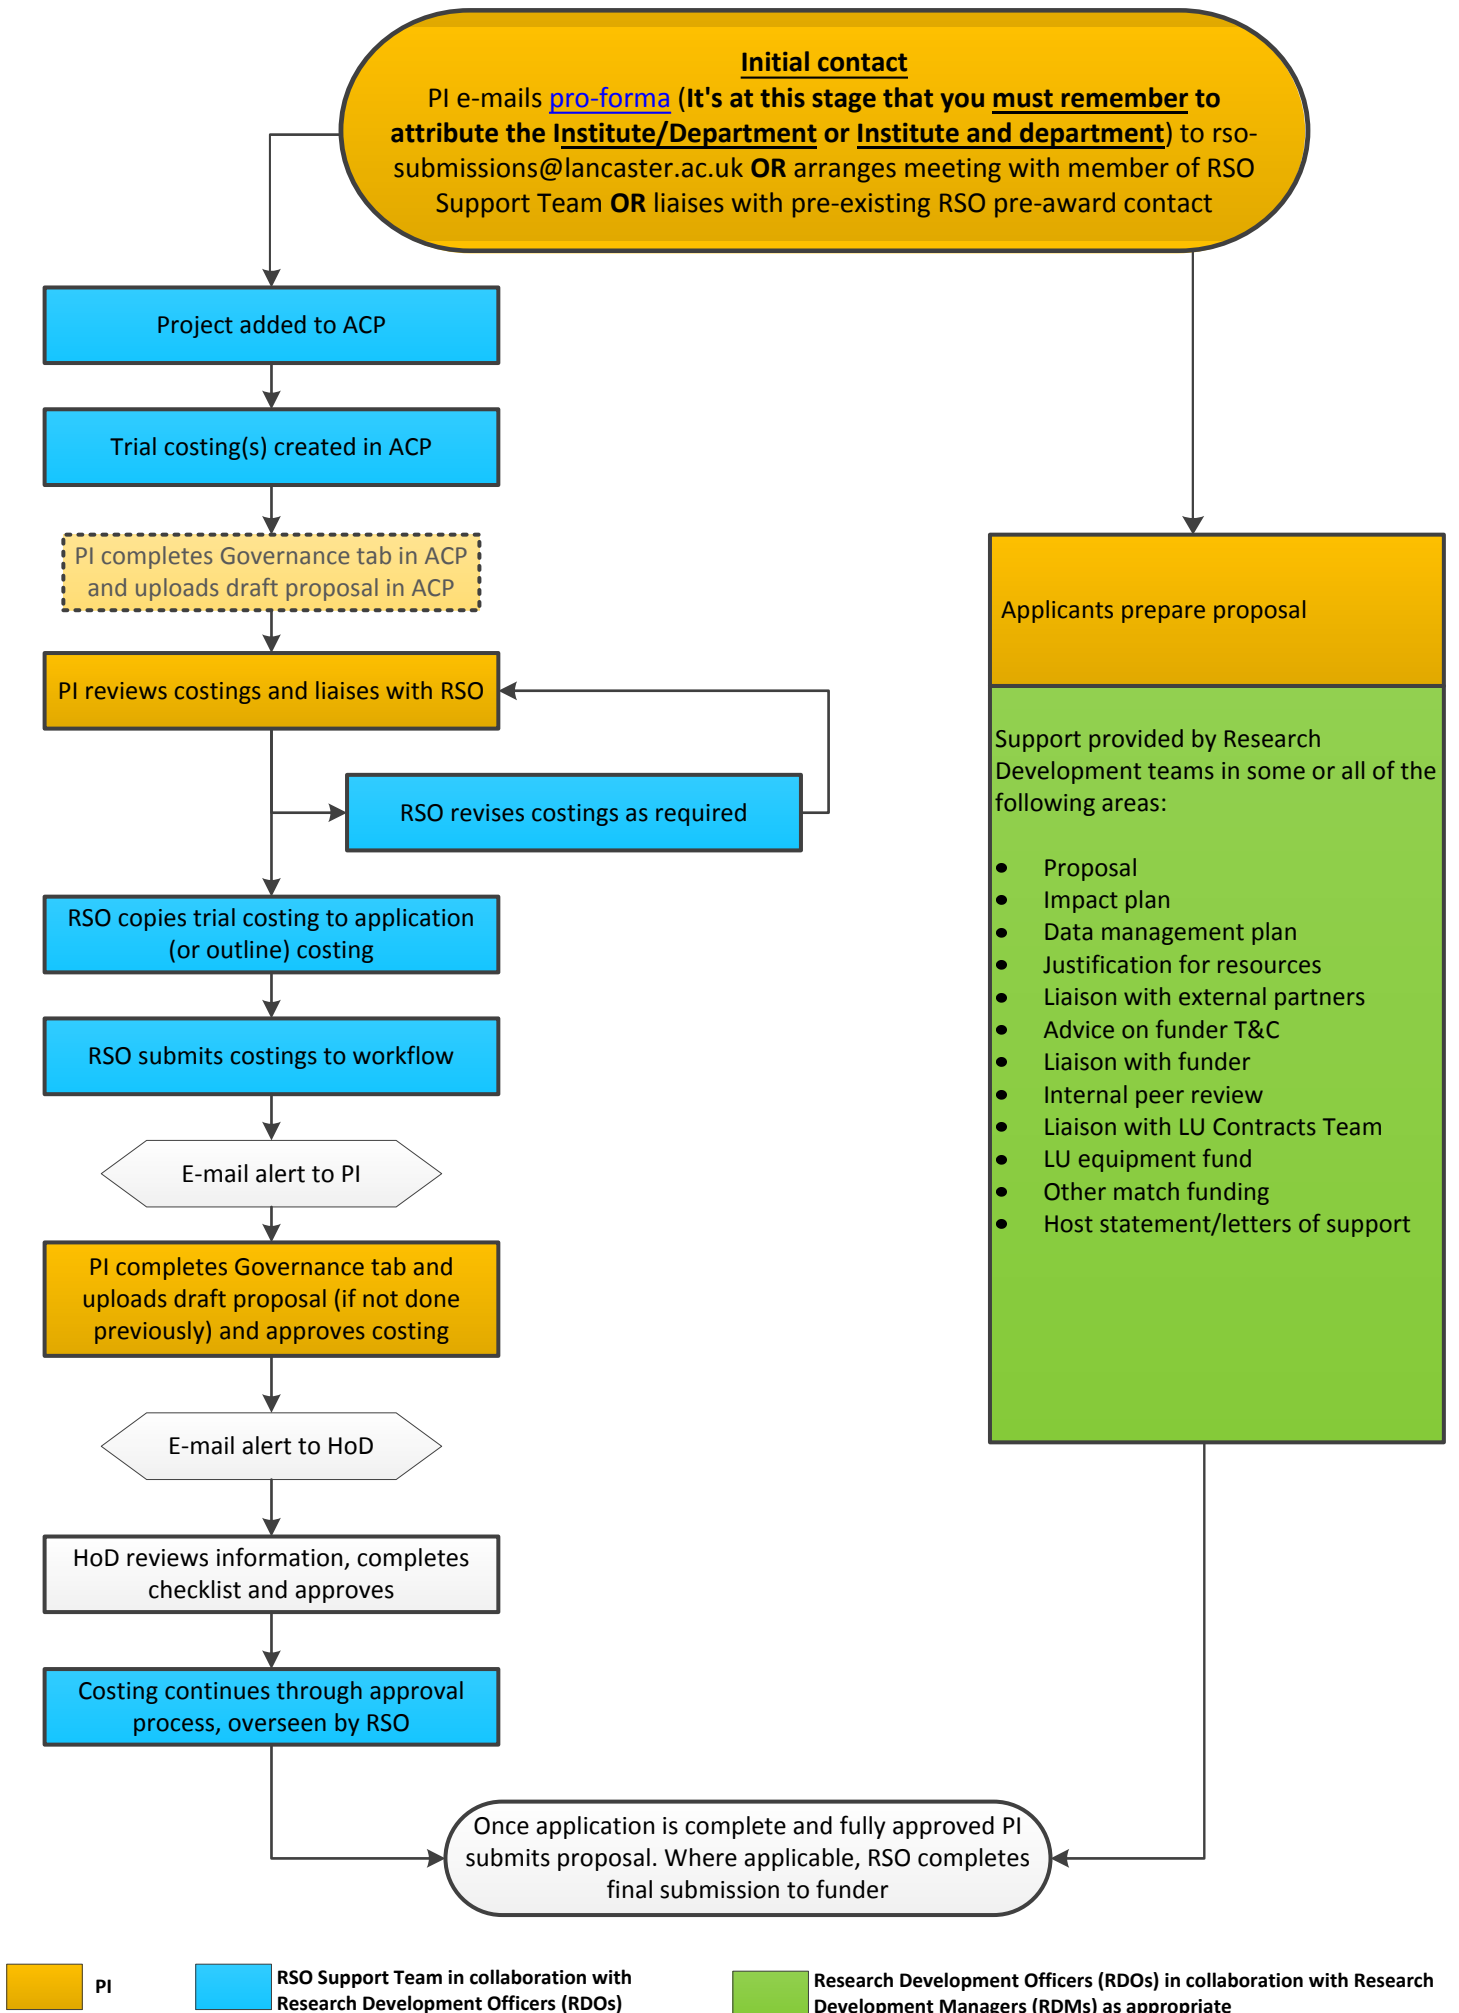 Initial contact
PI e-mails pro-forma (It's at this stage that you must remember to
attribute the Institute/Department or Institute and department) to rso-
submissions@lancaster.ac.uk OR arranges meeting with member of RSO
Support Team OR liaises with pre-existing RSO pre-award contact
Project added to ACP
Trial costing(s) created in ACP
PI completes Governance tab in ACP
and uploads draft proposal in ACP
PI reviews costings and liaises with RSO
RSO revises costings as required
RSO copies trial costing to application
(or outline) costing
RSO submits costings to workflow
E-mail alert to PI
PI completes Governance tab and
uploads draft proposal (if not done
previously) and approves costing
E-mail alert to HoD
HoD reviews information, completes
checklist and approves
Costing continues through approval
process, overseen by RSO
Applicants prepare proposal
Support provided by Research
Development teams in some or all of the
following areas:
• Proposal
• Impact plan
• Data management plan
• Justification for resources
• Liaison with external partners
• Advice on funder T&C
• Liaison with funder
• Internal peer review
• Liaison with LU Contracts Team
• LU equipment fund
• Other match funding
• Host statement/letters of support
Once application is complete and fully approved PI
submits proposal. Where applicable, RSO completes
final submission to funder
PI
RSO Support Team in collaboration with
Research Development Officers (RDOs)
Research Development Officers (RDOs) in collaboration with Research
Development Managers (RDMs) as appropriate